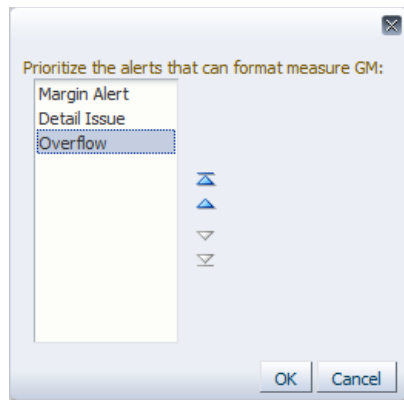 Prioritize the alerts that can format measure GM:
Margin Alert
Detail Issue
Overflow
OK
Cancel